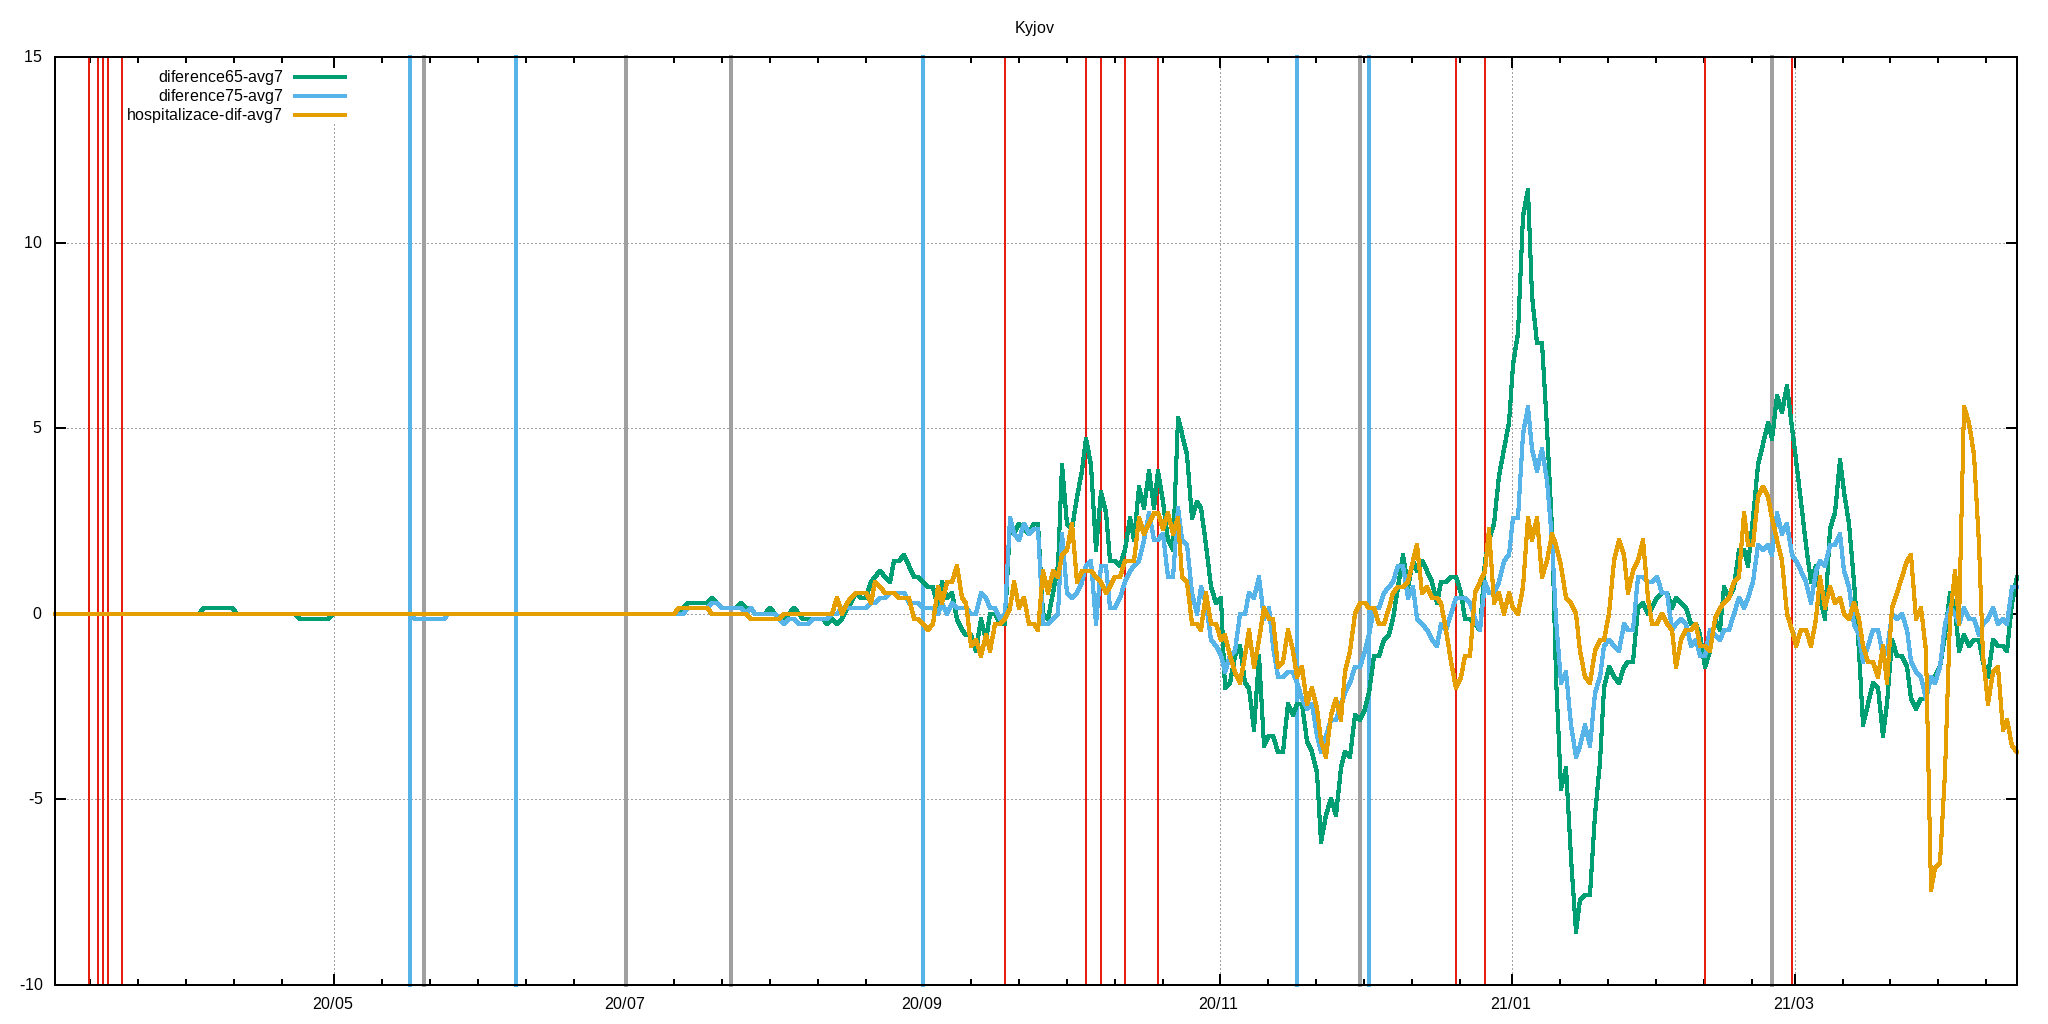 Kyjov
15
diference65-avg7
diference75-avg7
hospitalizace-dif-avg7
10
5
0
-5
-10
20/05 20/07 20/09 20/11 21/01 21/03